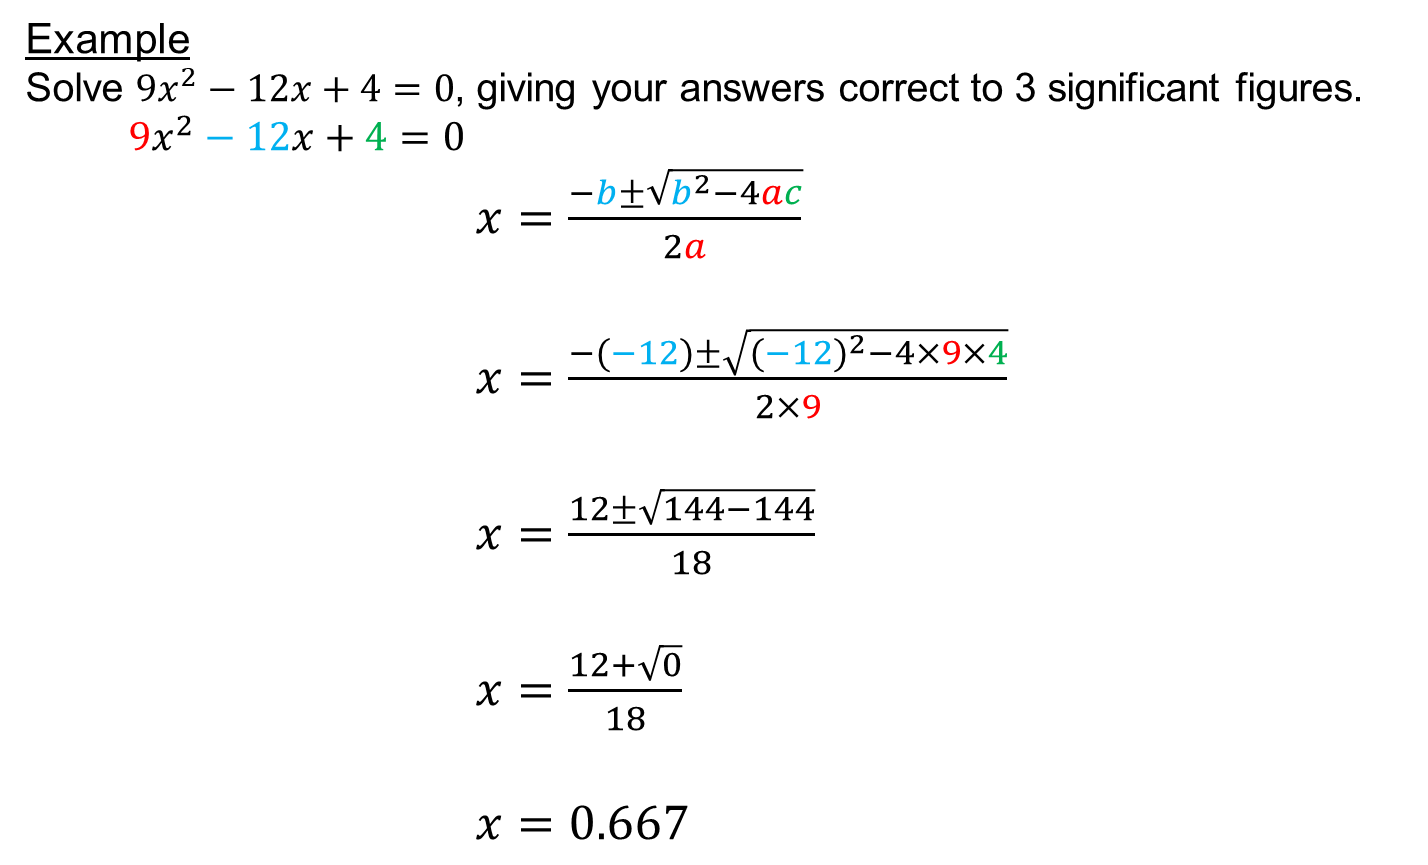 Example
Solve 9x² − 12x + 4 = 0, giving your answers correct to 3 significant figures.
9x² − 12x + 4 = 0
x = (−b±√(b²−4ac))/(2a)
x = (−(−12)±√((−12)²−4×9×4))/(2×9)
x = (12±√(144−144))/18
x = (12+√0)/18
x = 0.667